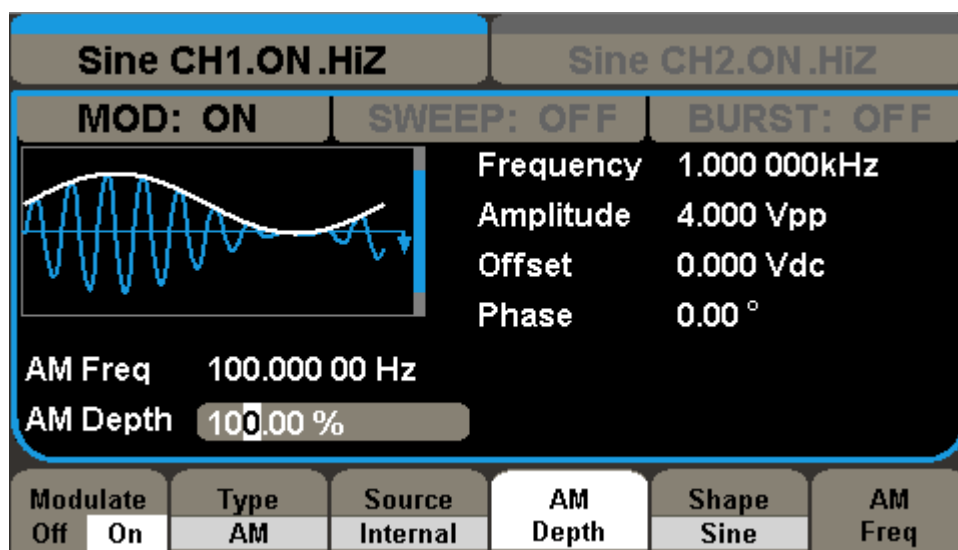 Sine CH1.ON.HiZ
Sine CH2.ON.HiZ
MOD: ON
SWEEP: OFF
BURST: OFF
Frequency 1.000 000kHz
Amplitude 4.000 Vpp
Offset 0.000 Vdc
Phase 0.00 °
AM Freq 100.000 00 Hz
AM Depth 100.00 %
Modulate
Off On
Type
AM
Source
Internal
AM
Depth
Shape
Sine
AM
Freq